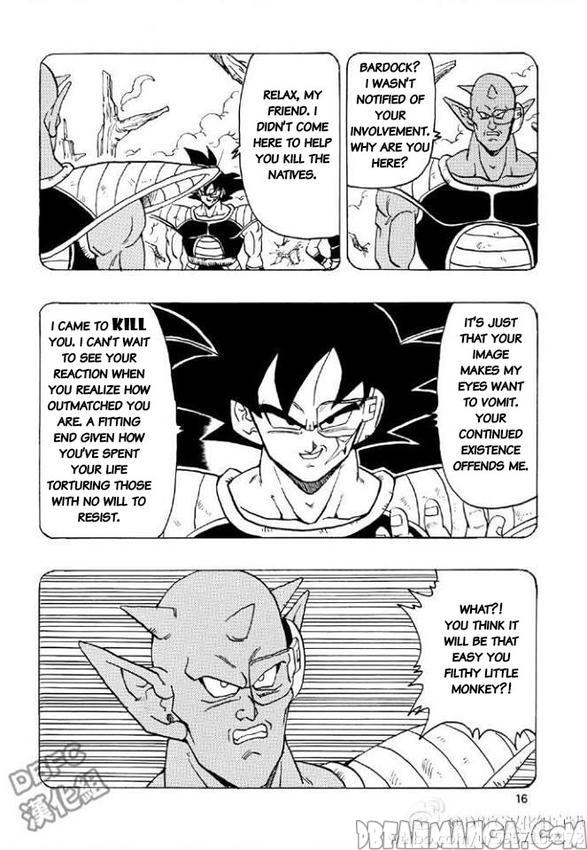 BARDOCK?
I WASN'T
NOTIFIED OF
YOUR
INVOLVEMENT.
WHY ARE YOU
HERE?
RELAX, MY
FRIEND. I
DIDN'T COME
HERE TO HELP
YOU KILL THE
NATIVES.
IT'S JUST
THAT YOUR
IMAGE
MAKES MY
EYES WANT
TO VOMIT.
YOUR
CONTINUED
EXISTENCE
OFFENDS ME.
I CAME TO KILL
YOU. I CAN'T WAIT
TO SEE YOUR
REACTION WHEN
YOU REALIZE HOW
OUTMATCHED YOU
ARE. A FITTING
END GIVEN HOW
YOU'VE SPENT
YOUR LIFE
TORTURING THOSE
WITH NO WILL TO
RESIST.
WHAT?!
YOU THINK IT
WILL BE THAT
EASY YOU
FILTHY LITTLE
MONKEY?!
DBFC
漢化組
16
DBFANMANGA.COM